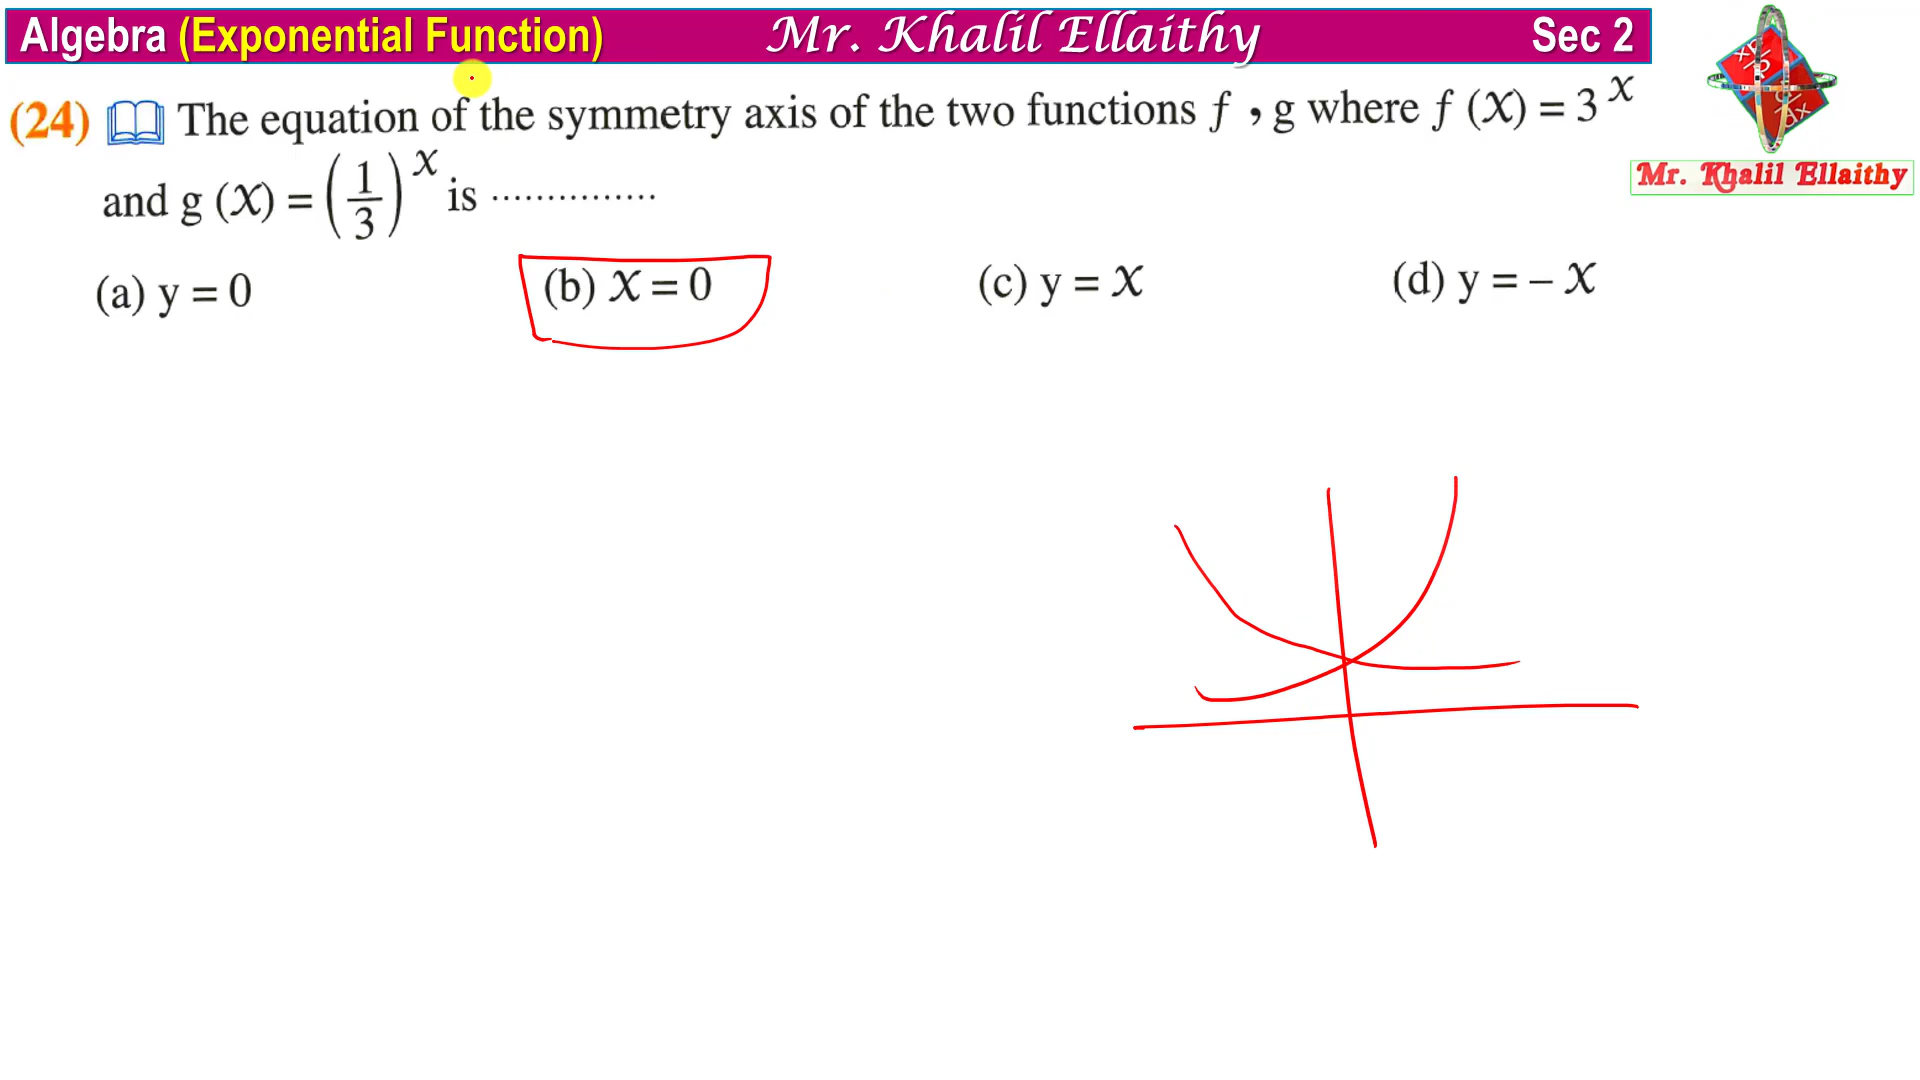 Algebra (Exponential Function) Mr. Khalil Ellaithy Sec 2
(24) The equation of the symmetry axis of the two functions f , g where f (X) = 3^X
and g (X) = (1/3)^X is ...............
(a) y = 0 (b) X = 0 (c) y = X (d) y = – X
Mr. Khalil Ellaithy